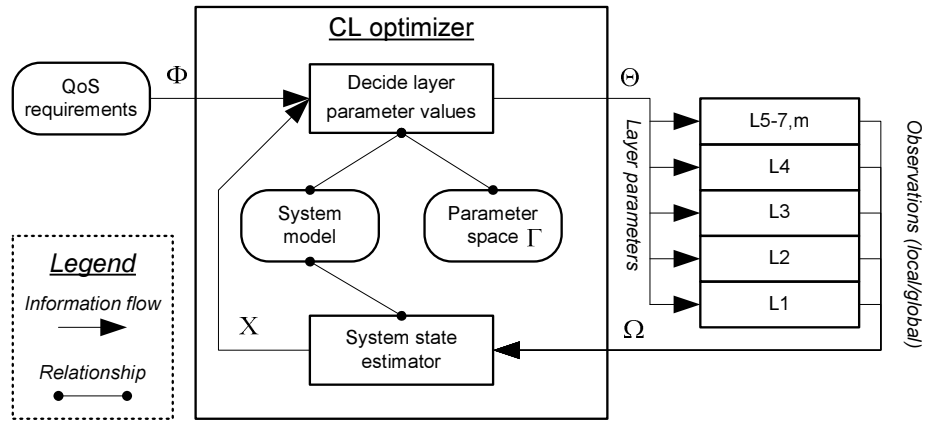 CL optimizer
QoS
requirements
Φ
Decide layer
parameter values
Θ
Layer parameters
L5-7,m
L4
L3
L2
L1
Observations (local/global)
System
model
Parameter
space Γ
Legend
Information flow
Relationship
X
System state
estimator
Ω